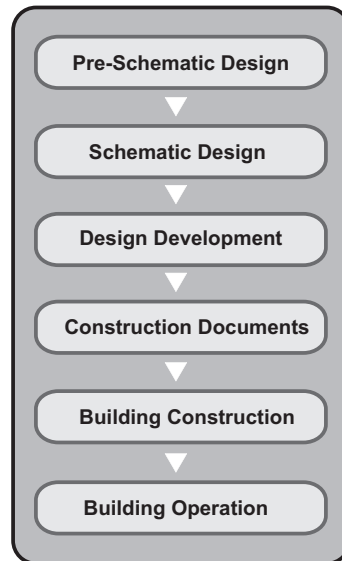 Pre-Schematic Design
Schematic Design
Design Development
Construction Documents
Building Construction
Building Operation